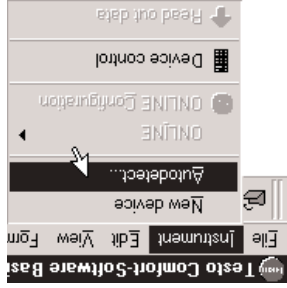 Testo Comfort-Software Basi
File Instrument Edit View Form
New device
Autodetect...
ONLINE
ONLINE Configuration
Device control
Read out data